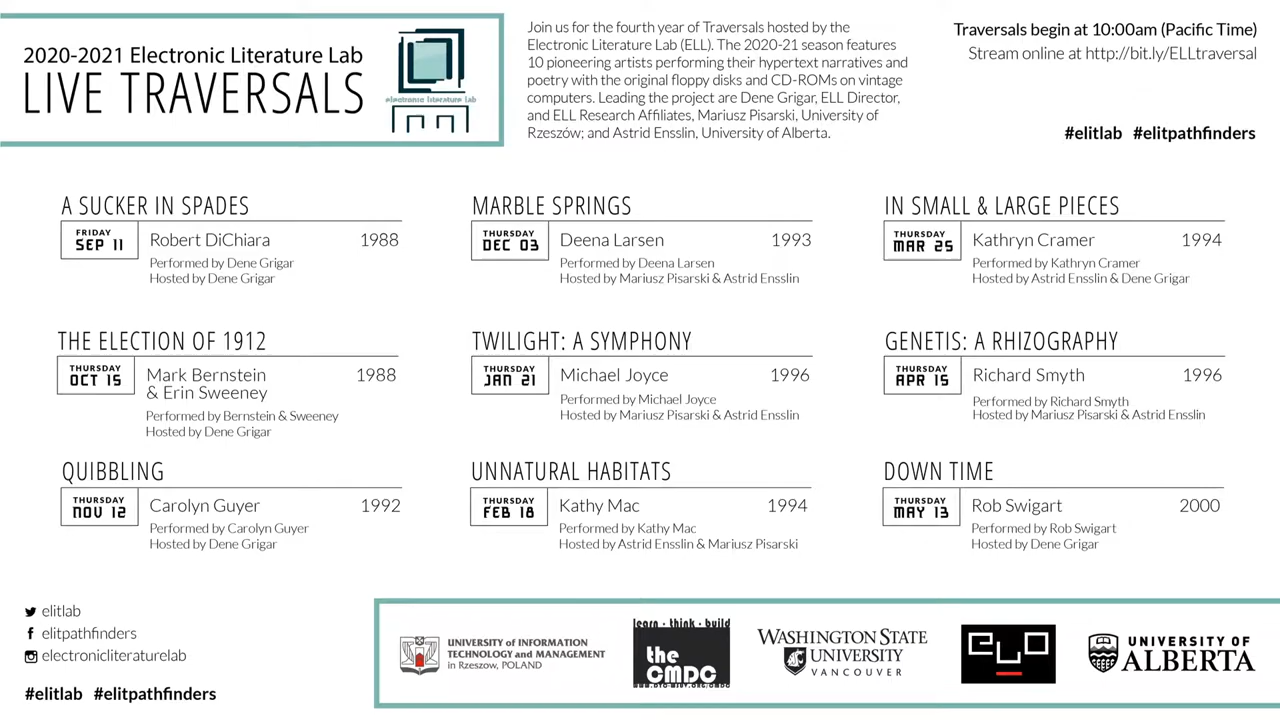 2020-2021 Electronic Literature Lab
LIVE TRAVERSALS
electronic literature lab
Join us for the fourth year of Traversals hosted by the
Electronic Literature Lab (ELL). The 2020-21 season features
10 pioneering artists performing their hypertext narratives and
poetry with the original floppy disks and CD-ROMs on vintage
computers. Leading the project are Dene Grigar, ELL Director,
and ELL Research Affiliates, Mariusz Pisarski, University of
Rzeszów; and Astrid Ensslin, University of Alberta.
Traversals begin at 10:00am (Pacific Time)
Stream online at http://bit.ly/ELLtraversal
#elitlab #elitpathfinders
A SUCKER IN SPADES
FRIDAY
SEP 11
Robert DiChiara 1988
Performed by Dene Grigar
Hosted by Dene Grigar
MARBLE SPRINGS
THURSDAY
DEC 03
Deena Larsen 1993
Performed by Deena Larsen
Hosted by Mariusz Pisarski & Astrid Ensslin
IN SMALL & LARGE PIECES
THURSDAY
MAR 25
Kathryn Cramer 1994
Performed by Kathryn Cramer
Hosted by Astrid Ensslin & Dene Grigar
THE ELECTION OF 1912
THURSDAY
OCT 15
Mark Bernstein 1988
& Erin Sweeney
Performed by Bernstein & Sweeney
Hosted by Dene Grigar
TWILIGHT: A SYMPHONY
THURSDAY
JAN 21
Michael Joyce 1996
Performed by Michael Joyce
Hosted by Mariusz Pisarski & Astrid Ensslin
GENETIS: A RHIZOGRAPHY
THURSDAY
APR 15
Richard Smyth 1996
Performed by Richard Smyth
Hosted by Mariusz Pisarski & Astrid Ensslin
QUIBBLING
THURSDAY
NOV 12
Carolyn Guyer 1992
Performed by Carolyn Guyer
Hosted by Dene Grigar
UNNATURAL HABITATS
THURSDAY
FEB 18
Kathy Mac 1994
Performed by Kathy Mac
Hosted by Astrid Ensslin & Mariusz Pisarski
DOWN TIME
THURSDAY
MAY 13
Rob Swigart 2000
Performed by Rob Swigart
Hosted by Dene Grigar
elitlab
elitpathfinders
electronicliteraturelab
#elitlab #elitpathfinders
UNIVERSITY of INFORMATION
TECHNOLOGY and MANAGEMENT
in Rzeszow, POLAND
learn · think · build
the
CMDC
WASHINGTON STATE
UNIVERSITY
VANCOUVER
eLO
UNIVERSITY OF
ALBERTA